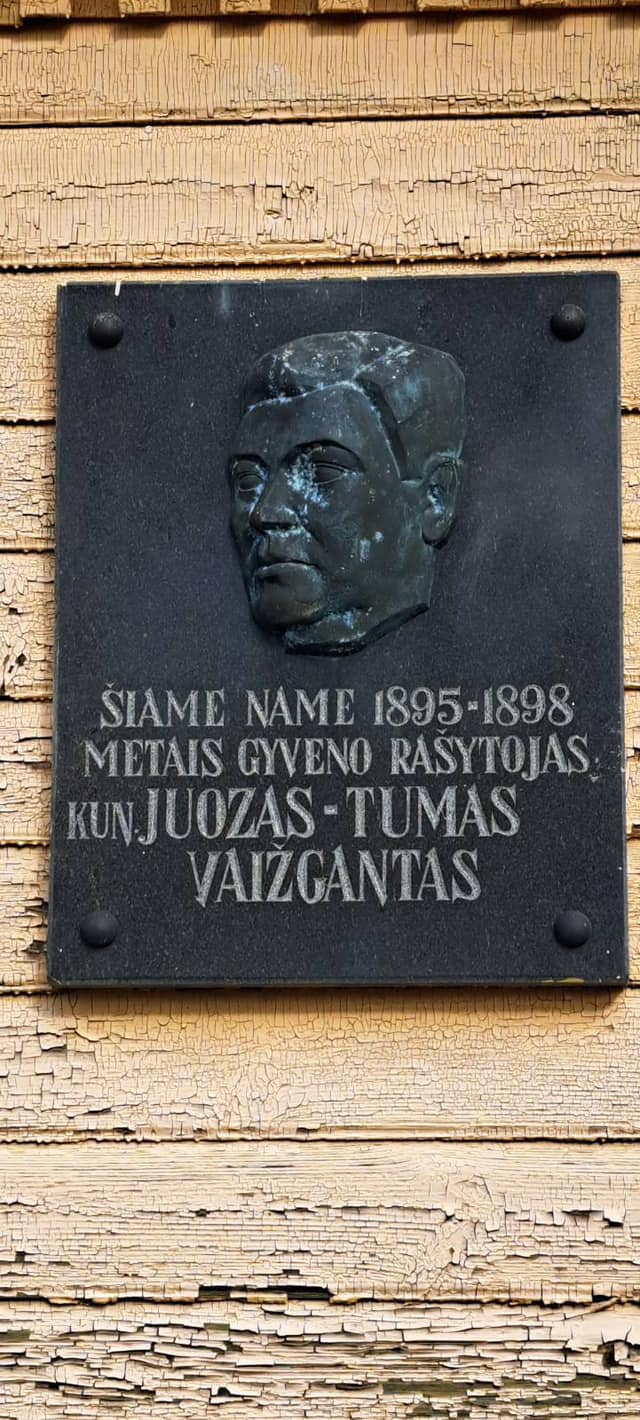 ŠIAME NAME 1895-1898
METAIS GYVENO RAŠYTOJAS
KUN. JUOZAS-TUMAS
VAIŽGANTAS